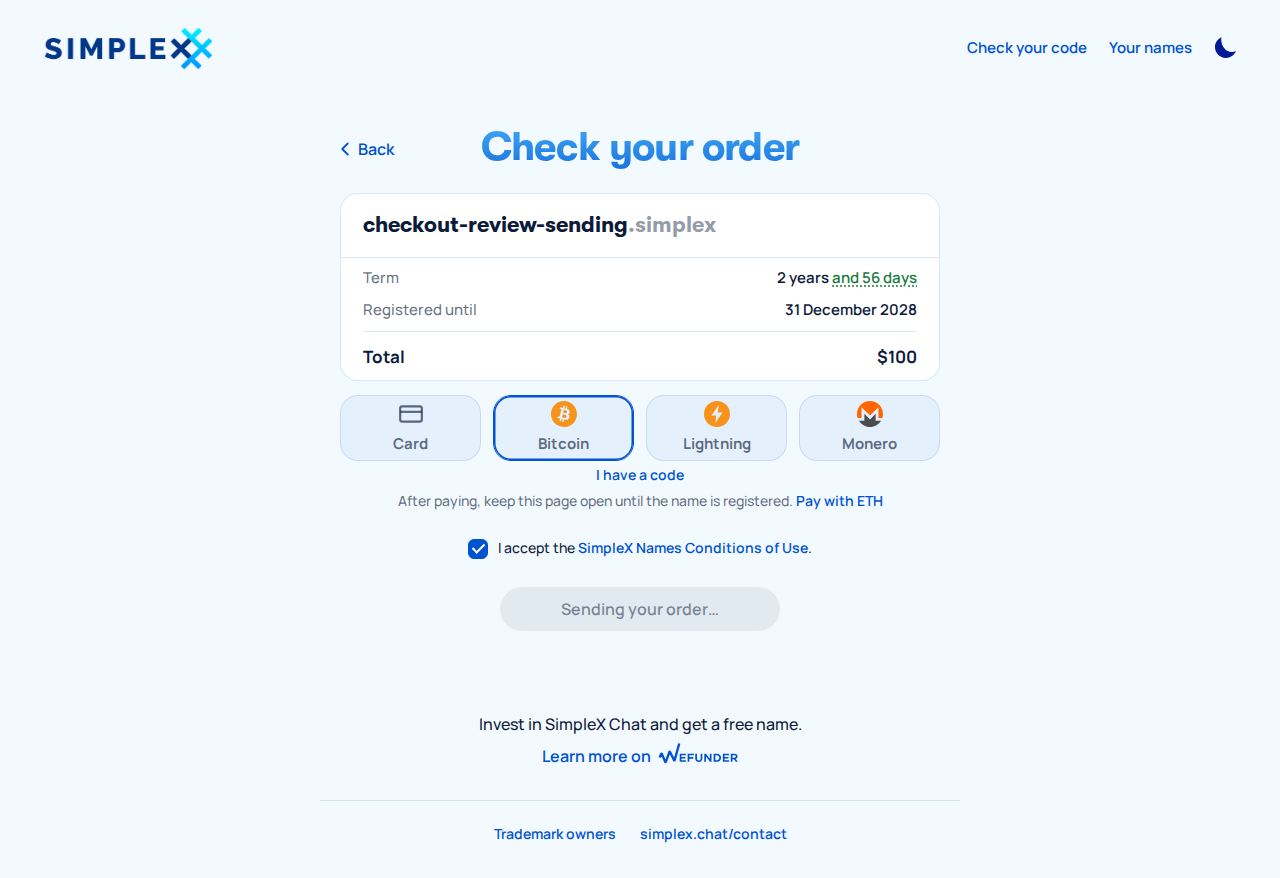 SIMPLEX
Check your code
Your names
Back
Check your order
checkout-review-sending.simplex
Term
2 years and 56 days
Registered until
31 December 2028
Total
$100
Card
Bitcoin
Lightning
Monero
I have a code
After paying, keep this page open until the name is registered. Pay with ETH
I accept the SimpleX Names Conditions of Use.
Sending your order…
Invest in SimpleX Chat and get a free name.
Learn more on WEFUNDER
Trademark owners
simplex.chat/contact